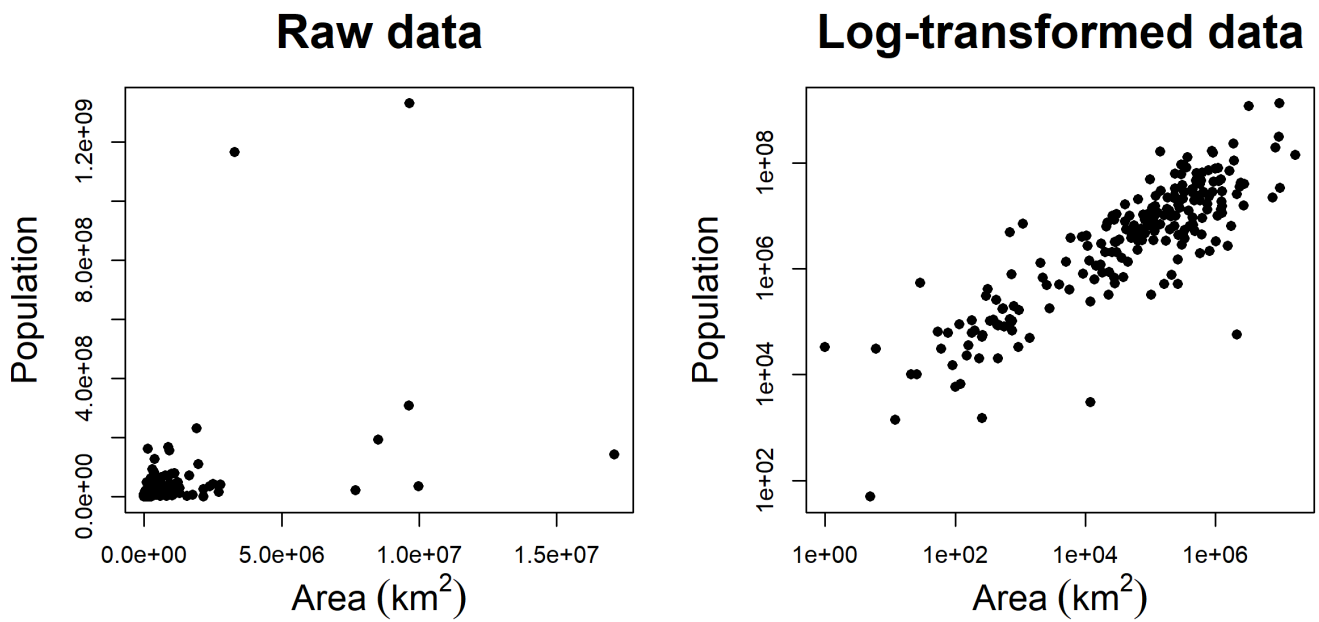 Raw data
Population
0.0e+00 4.0e+08 8.0e+08 1.2e+09
0.0e+00 5.0e+06 1.0e+07 1.5e+07
Area (km²)
Log-transformed data
Population
1e+02 1e+04 1e+06 1e+08
1e+00 1e+02 1e+04 1e+06
Area (km²)